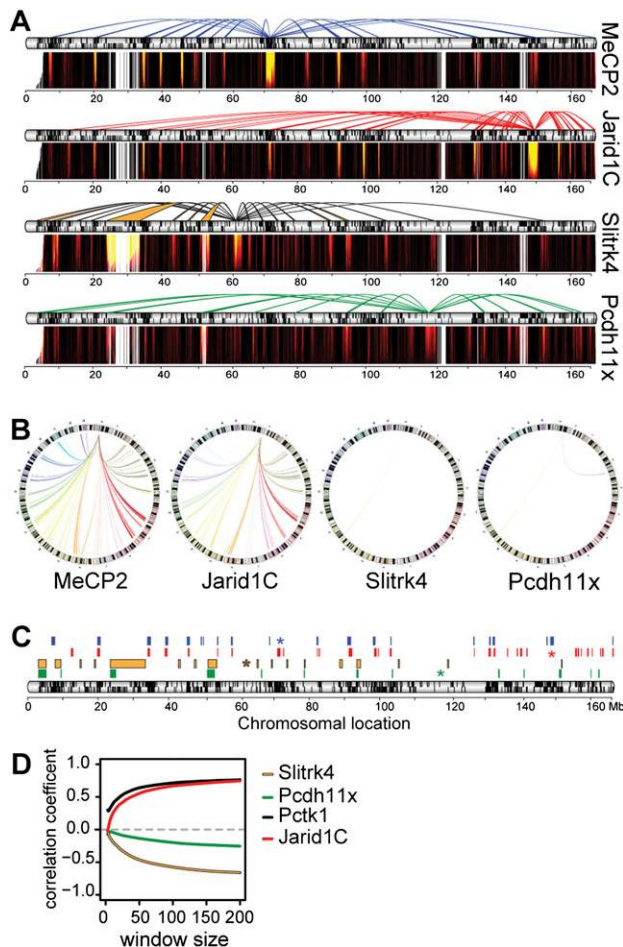 A
MeCP2
0 20 40 60 80 100 120 140 160
Jarid1C
0 20 40 60 80 100 120 140 160
Slitrk4
0 20 40 60 80 100 120 140 160
Pcdh11x
0 20 40 60 80 100 120 140 160
B
MeCP2 Jarid1C Slitrk4 Pcdh11x
C
0 20 40 60 80 100 120 140 160 Mb
Chromosomal location
D
correlation coefficent
1.0
0.5
0.0
−0.5
−1.0
0 50 100 150 200
window size
Slitrk4
Pcdh11x
Pctk1
Jarid1C